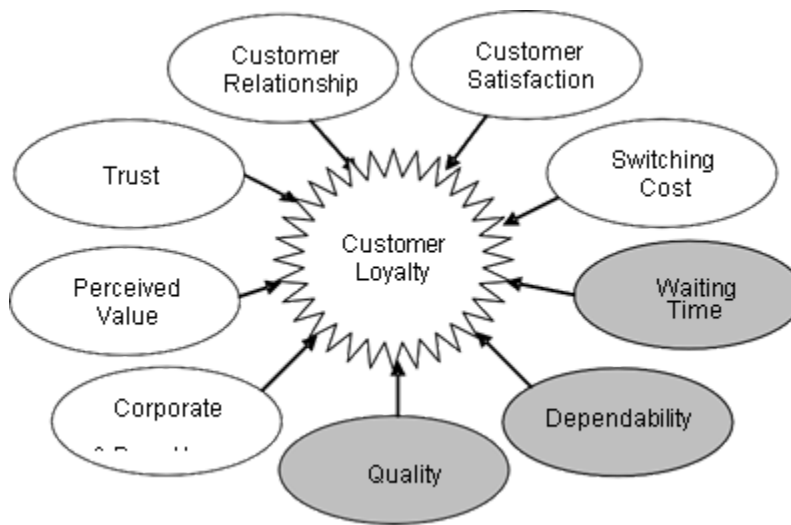 Customer
Relationship
Customer
Satisfaction
Trust
Switching
Cost
Customer
Loyalty
Perceived
Value
Waiting
Time
Corporate
Dependability
Quality